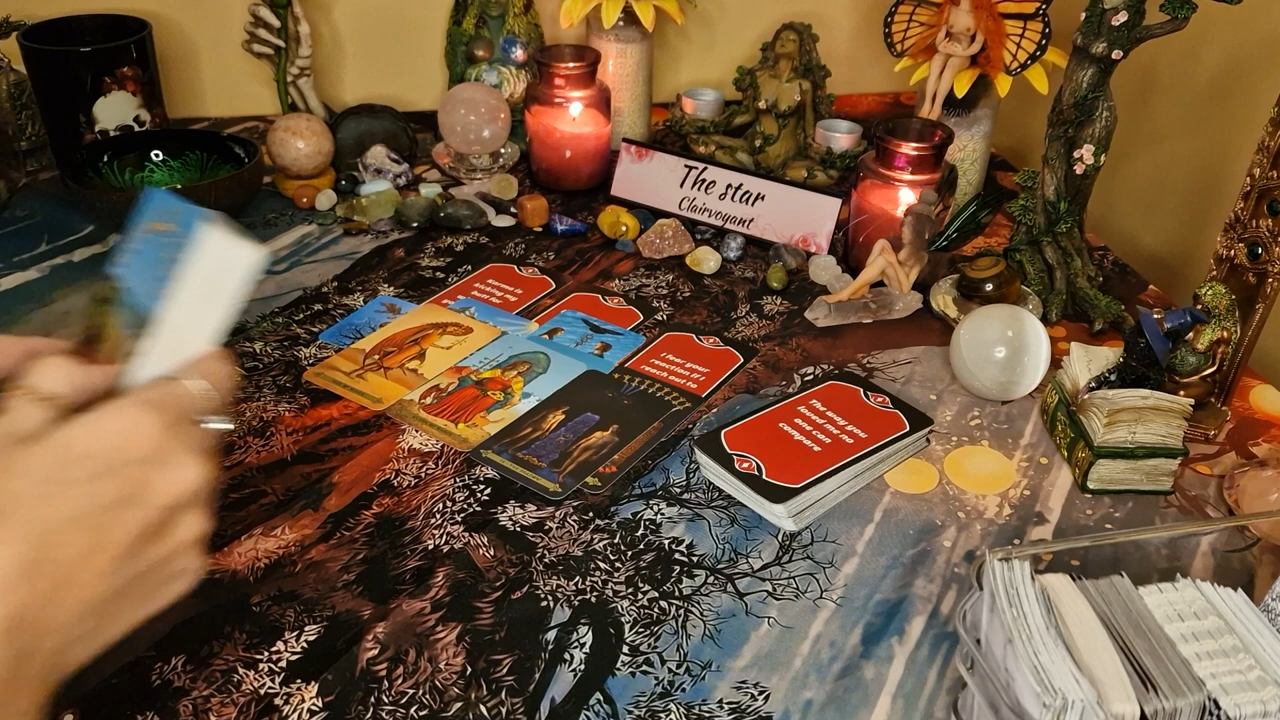 The star
Clairvoyant
Karma is
kicking my
butt for
I fear your
reaction if I
reach out to
The way you
loved me no
one can
compare